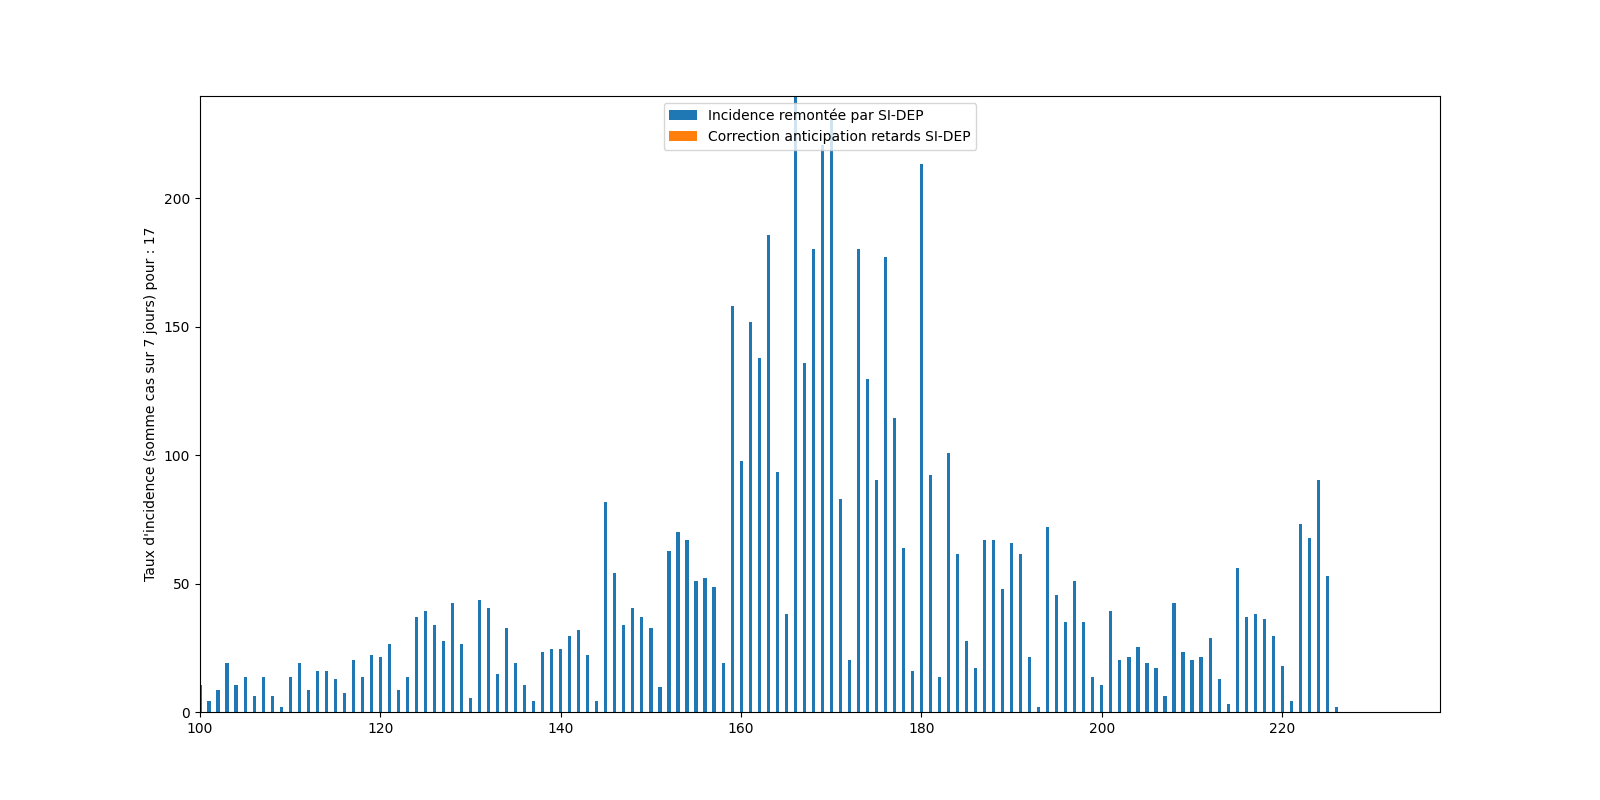 Incidence remontée par SI-DEP
Correction anticipation retards SI-DEP
Taux d'incidence (somme cas sur 7 jours) pour : 17
200
150
100
50
0
100 120 140 160 180 200 220